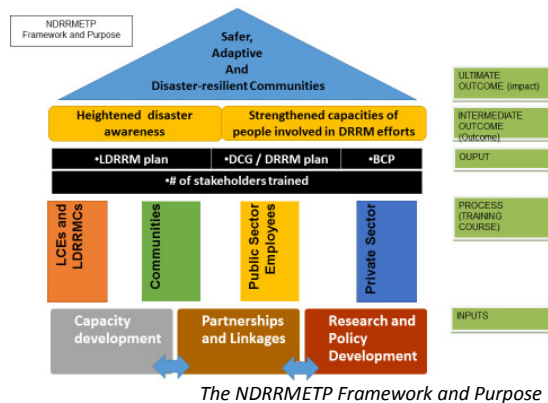 NDRRMETP
Framework and Purpose
Safer,
Adaptive
And
Disaster-resilient Communities
ULTIMATE
OUTCOME (impact)
Heightened disaster
awareness
Strengthened capacities of
people involved in DRRM efforts
INTERMEDIATE
OUTCOME
(Outcome)
•LDRRM plan
•DCG / DRRM plan
•BCP
OUPUT
•# of stakeholders trained
LCEs and
LDRRMCs
Communities
Public Sector
Employees
Private Sector
PROCESS
(TRAINING
COURSE)
Capacity
development
Partnerships
and Linkages
Research and
Policy
Development
INPUTS
The NDRRMETP Framework and Purpose